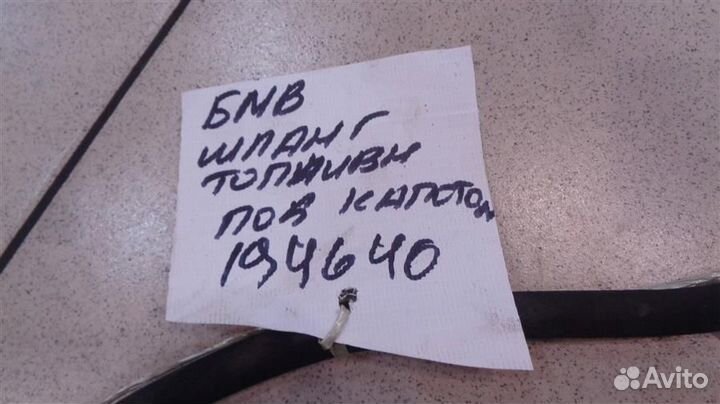 БМВ
ШЛАНГ
ТОПЛИВН
ПОД КАПОТОМ
194640
Avito